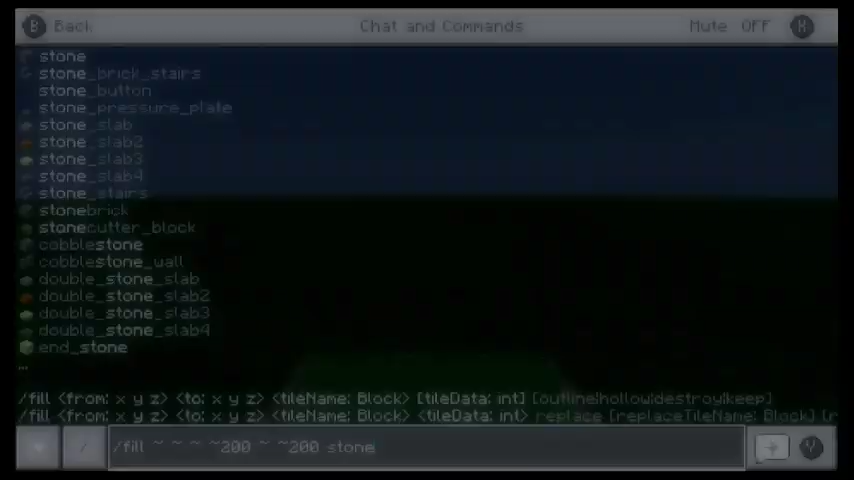 B Back Chat and Commands Mute OFF X
stone
stone_brick_stairs
stone_button
stone_pressure_plate
stone_slab
stone_slab2
stone_slab3
stone_slab4
stone_stairs
stonebrick
stonecutter_block
cobblestone
cobblestone_wall
double_stone_slab
double_stone_slab2
double_stone_slab3
double_stone_slab4
end_stone
...
/fill <from: x y z> <to: x y z> <tileName: Block> [tileData: int] [outline|hollow|destroy|keep]
/fill <from: x y z> <to: x y z> <tileName: Block> <tileData: int> replace [replaceTileName: Block] [r
/ /fill ~ ~ ~ ~200 ~ ~200 stone Y